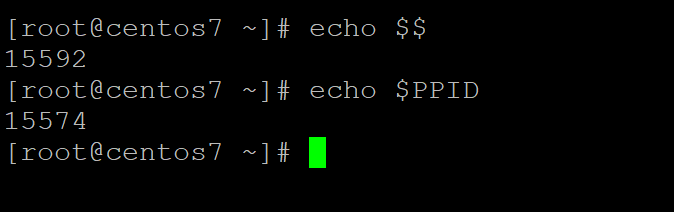 [root@centos7 ~]# echo $$
15592
[root@centos7 ~]# echo $PPID
15574
[root@centos7 ~]#